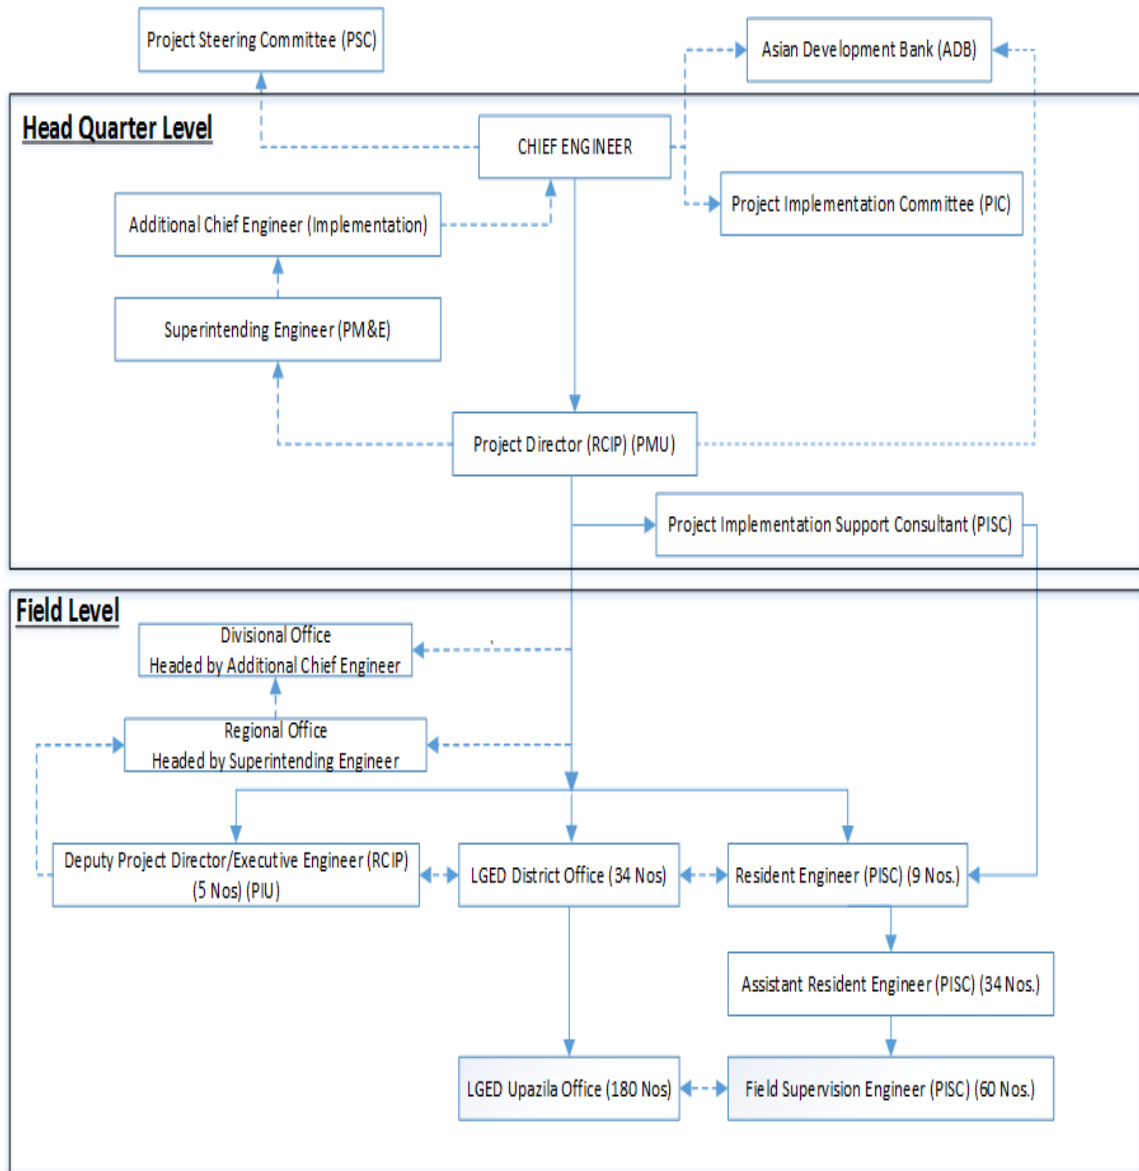 Project Steering Committee (PSC)
Asian Development Bank (ADB)
Head Quarter Level
CHIEF ENGINEER
Project Implementation Committee (PIC)
Additional Chief Engineer (Implementation)
Superintending Engineer (PM&E)
Project Director (RCIP) (PMU)
Project Implementation Support Consultant (PISC)
Field Level
Divisional Office
Headed by Additional Chief Engineer
Regional Office
Headed by Superintending Engineer
Deputy Project Director/Executive Engineer (RCIP)
(5 Nos) (PIU)
LGED District Office (34 Nos)
Resident Engineer (PISC) (9 Nos.)
Assistant Resident Engineer (PISC) (34 Nos.)
LGED Upazila Office (180 Nos)
Field Supervision Engineer (PISC) (60 Nos.)